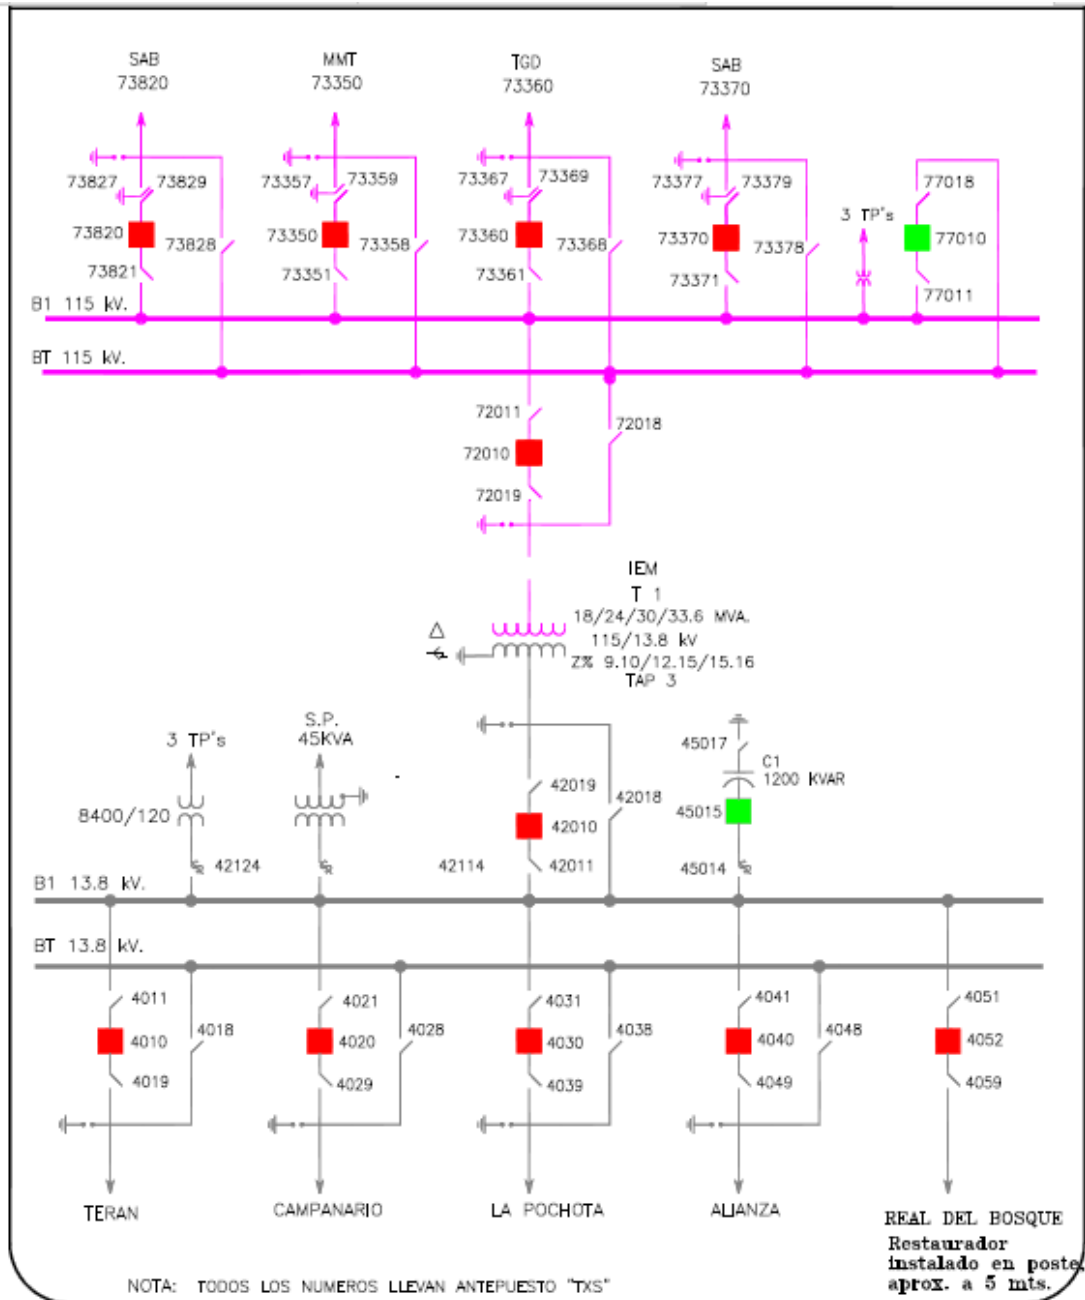 SAB
73820
MMT
73350
TGD
73360
SAB
73370
73827
73829
73820
73828
73821
73357
73359
73350
73358
73351
73367
73369
73360
73368
73361
73377
73379
73370
73378
73371
3 TP's
77018
77010
77011
B1 115 kV.
BT 115 kV.
72011
72018
72010
72019
IEM
T 1
18/24/30/33.6 MVA.
115/13.8 kV
Z% 9.10/12.15/15.16
TAP 3
3 TP's
8400/120
42124
S.P.
45KVA
42019
42018
42010
42114
42011
45017
C1
1200 KVAR
45015
45014
B1 13.8 kV.
BT 13.8 kV.
4011
4010
4018
4019
4021
4020
4028
4029
4031
4030
4038
4039
4041
4040
4048
4049
4051
4052
4059
TERAN
CAMPANARIO
LA POCHOTA
ALIANZA
REAL DEL BOSQUE
Restaurador
instalado en poste,
aprox. a 5 mts.
NOTA: TODOS LOS NUMEROS LLEVAN ANTEPUESTO "TXS"